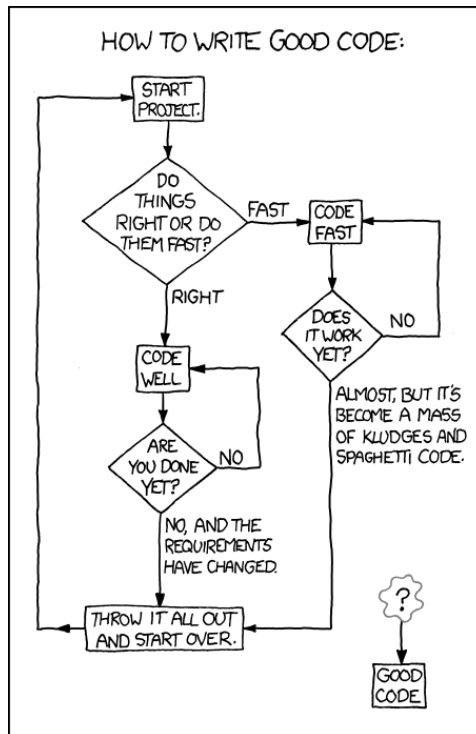 HOW TO WRITE GOOD CODE:
START
PROJECT.
DO
THINGS
RIGHT OR DO
THEM FAST?
FAST
CODE
FAST
RIGHT
DOES
IT WORK
YET?
NO
CODE
WELL
ALMOST, BUT IT'S
BECOME A MASS
OF KLUDGES AND
SPAGHETTI CODE.
ARE
YOU DONE
YET?
NO
NO, AND THE
REQUIREMENTS
HAVE CHANGED.
THROW IT ALL OUT
AND START OVER.
?
GOOD
CODE